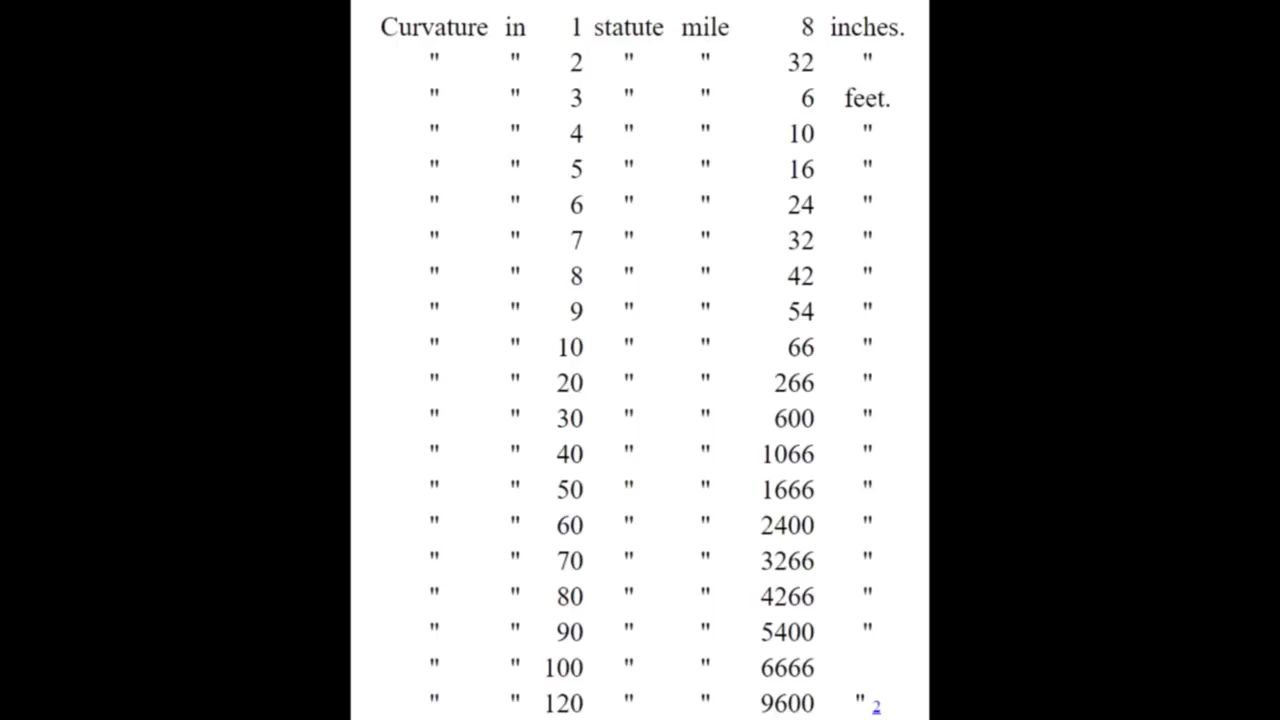 Curvature in 1 statute mile 8 inches.
" " 2 " " 32 "
" " 3 " " 6 feet.
" " 4 " " 10 "
" " 5 " " 16 "
" " 6 " " 24 "
" " 7 " " 32 "
" " 8 " " 42 "
" " 9 " " 54 "
" " 10 " " 66 "
" " 20 " " 266 "
" " 30 " " 600 "
" " 40 " " 1066 "
" " 50 " " 1666 "
" " 60 " " 2400 "
" " 70 " " 3266 "
" " 80 " " 4266 "
" " 90 " " 5400 "
" " 100 " " 6666
" " 120 " " 9600 " 2